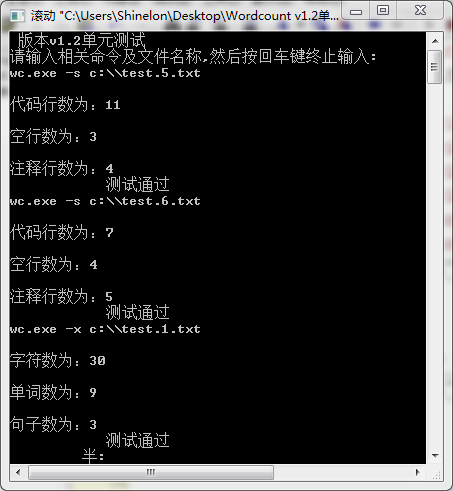 滚动 "C:\Users\Shinelon\Desktop\Wordcount v1.2单...
版本v1.2单元测试
请输入相关命令及文件名称,然后按回车键终止输入:
wc.exe -s c:\\test.5.txt
代码行数为: 11
空行数为: 3
注释行数为: 4
测试通过
wc.exe -s c:\\test.6.txt
代码行数为: 7
空行数为: 4
注释行数为: 5
测试通过
wc.exe -x c:\\test.1.txt
字符数为: 30
单词数为: 9
句子数为: 3
测试通过
半: